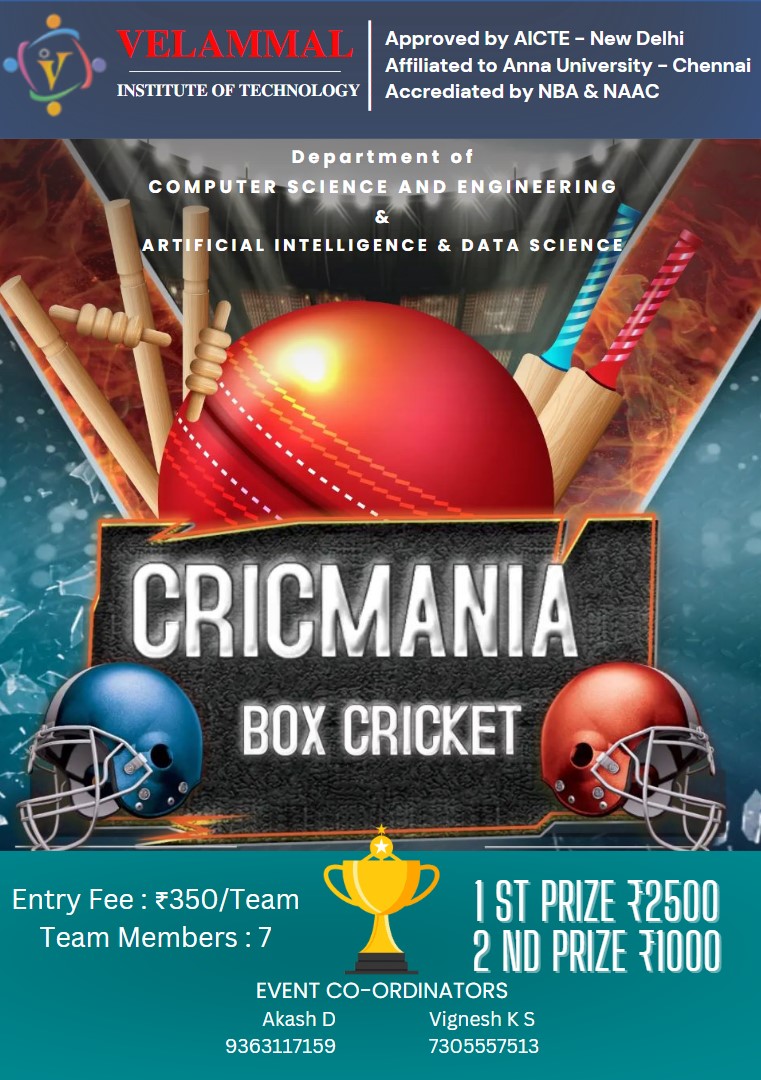 V
VELAMMAL
INSTITUTE OF TECHNOLOGY
Approved by AICTE - New Delhi
Affiliated to Anna University - Chennai
Accrediated by NBA & NAAC
Department of
COMPUTER SCIENCE AND ENGINEERING
&
ARTIFICIAL INTELLIGENCE & DATA SCIENCE
CRICMANIA
BOX CRICKET
Entry Fee : ₹350/Team
Team Members : 7
1 ST PRIZE ₹2500
2 ND PRIZE ₹1000
EVENT CO-ORDINATORS
Akash D
9363117159
Vignesh K S
7305557513